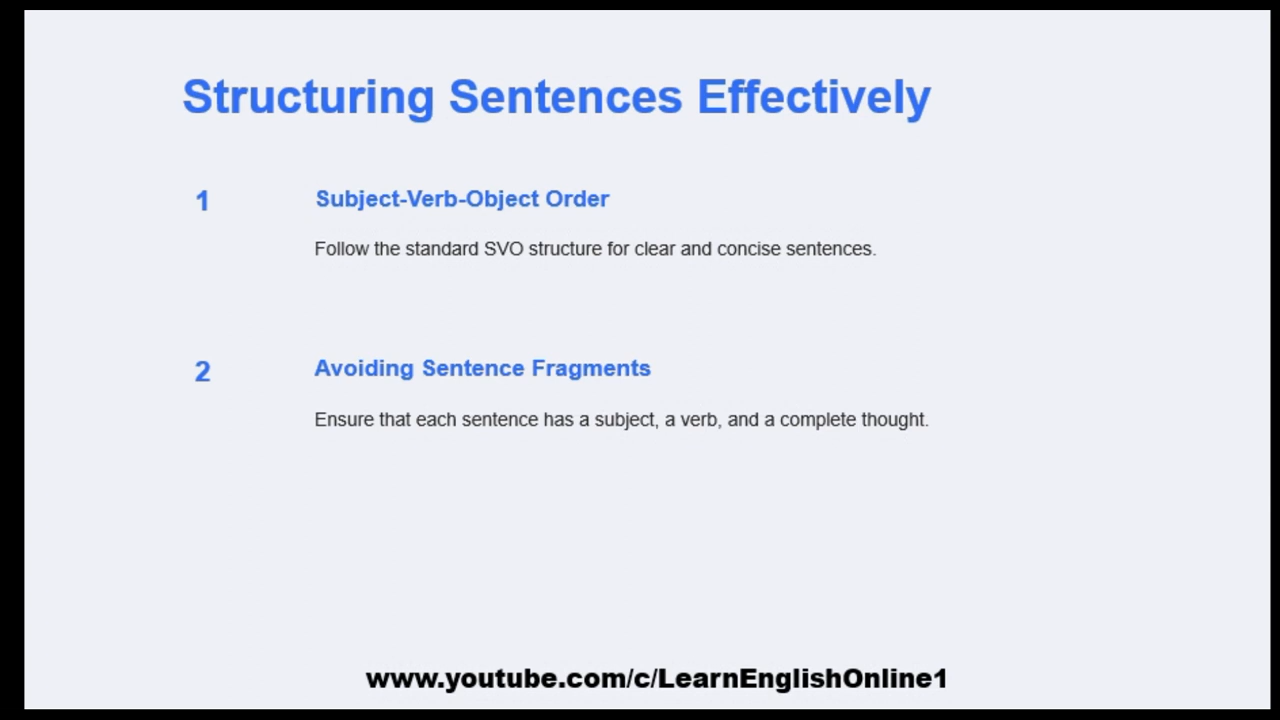 Structuring Sentences Effectively
1
Subject-Verb-Object Order
Follow the standard SVO structure for clear and concise sentences.
2
Avoiding Sentence Fragments
Ensure that each sentence has a subject, a verb, and a complete thought.
www.youtube.com/c/LearnEnglishOnline1